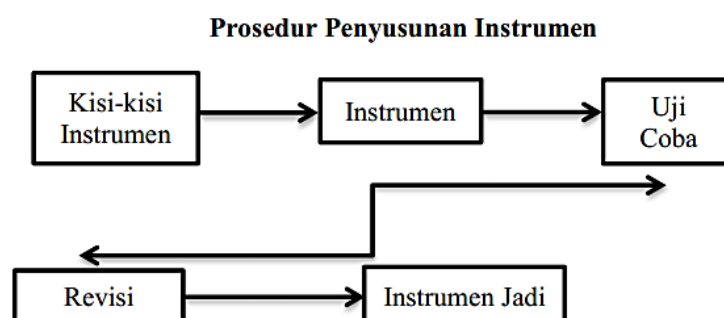 Prosedur Penyusunan Instrumen
Kisi-kisi
Instrumen
Instrumen
Uji
Coba
Revisi
Instrumen Jadi